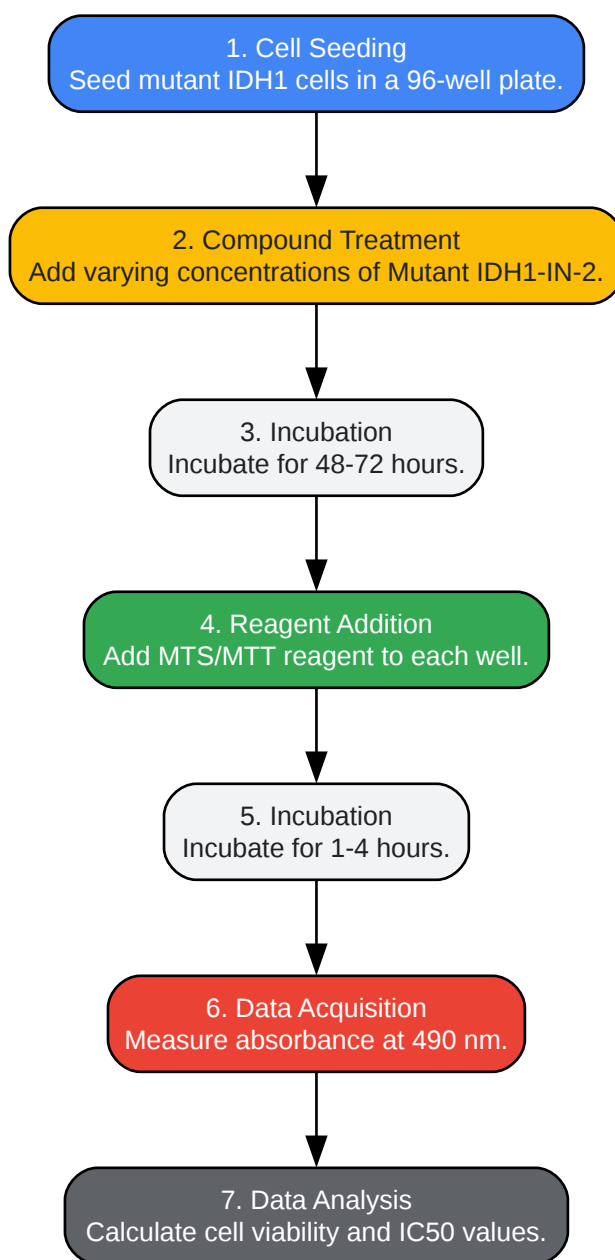 1. Cell Seeding
Seed mutant IDH1 cells in a 96-well plate.
2. Compound Treatment
Add varying concentrations of Mutant IDH1-IN-2.
3. Incubation
Incubate for 48-72 hours.
4. Reagent Addition
Add MTS/MTT reagent to each well.
5. Incubation
Incubate for 1-4 hours.
6. Data Acquisition
Measure absorbance at 490 nm.
7. Data Analysis
Calculate cell viability and IC50 values.